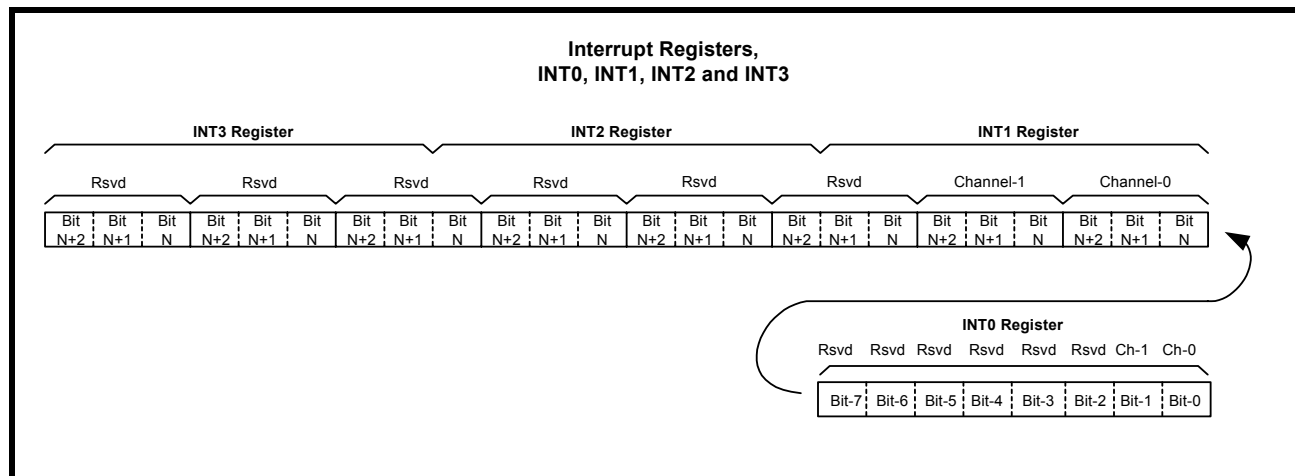 Interrupt Registers,
INT0, INT1, INT2 and INT3
INT3 Register INT2 Register INT1 Register
Rsvd Rsvd Rsvd Rsvd Rsvd Rsvd Channel-1 Channel-0
Bit Bit Bit Bit Bit Bit Bit Bit Bit Bit Bit Bit Bit Bit Bit Bit Bit Bit Bit Bit Bit Bit Bit Bit
N+2 N+1 N N+2 N+1 N N+2 N+1 N N+2 N+1 N N+2 N+1 N N+2 N+1 N N+2 N+1 N N+2 N+1 N
INT0 Register
Rsvd Rsvd Rsvd Rsvd Rsvd Rsvd Ch-1 Ch-0
Bit-7 Bit-6 Bit-5 Bit-4 Bit-3 Bit-2 Bit-1 Bit-0